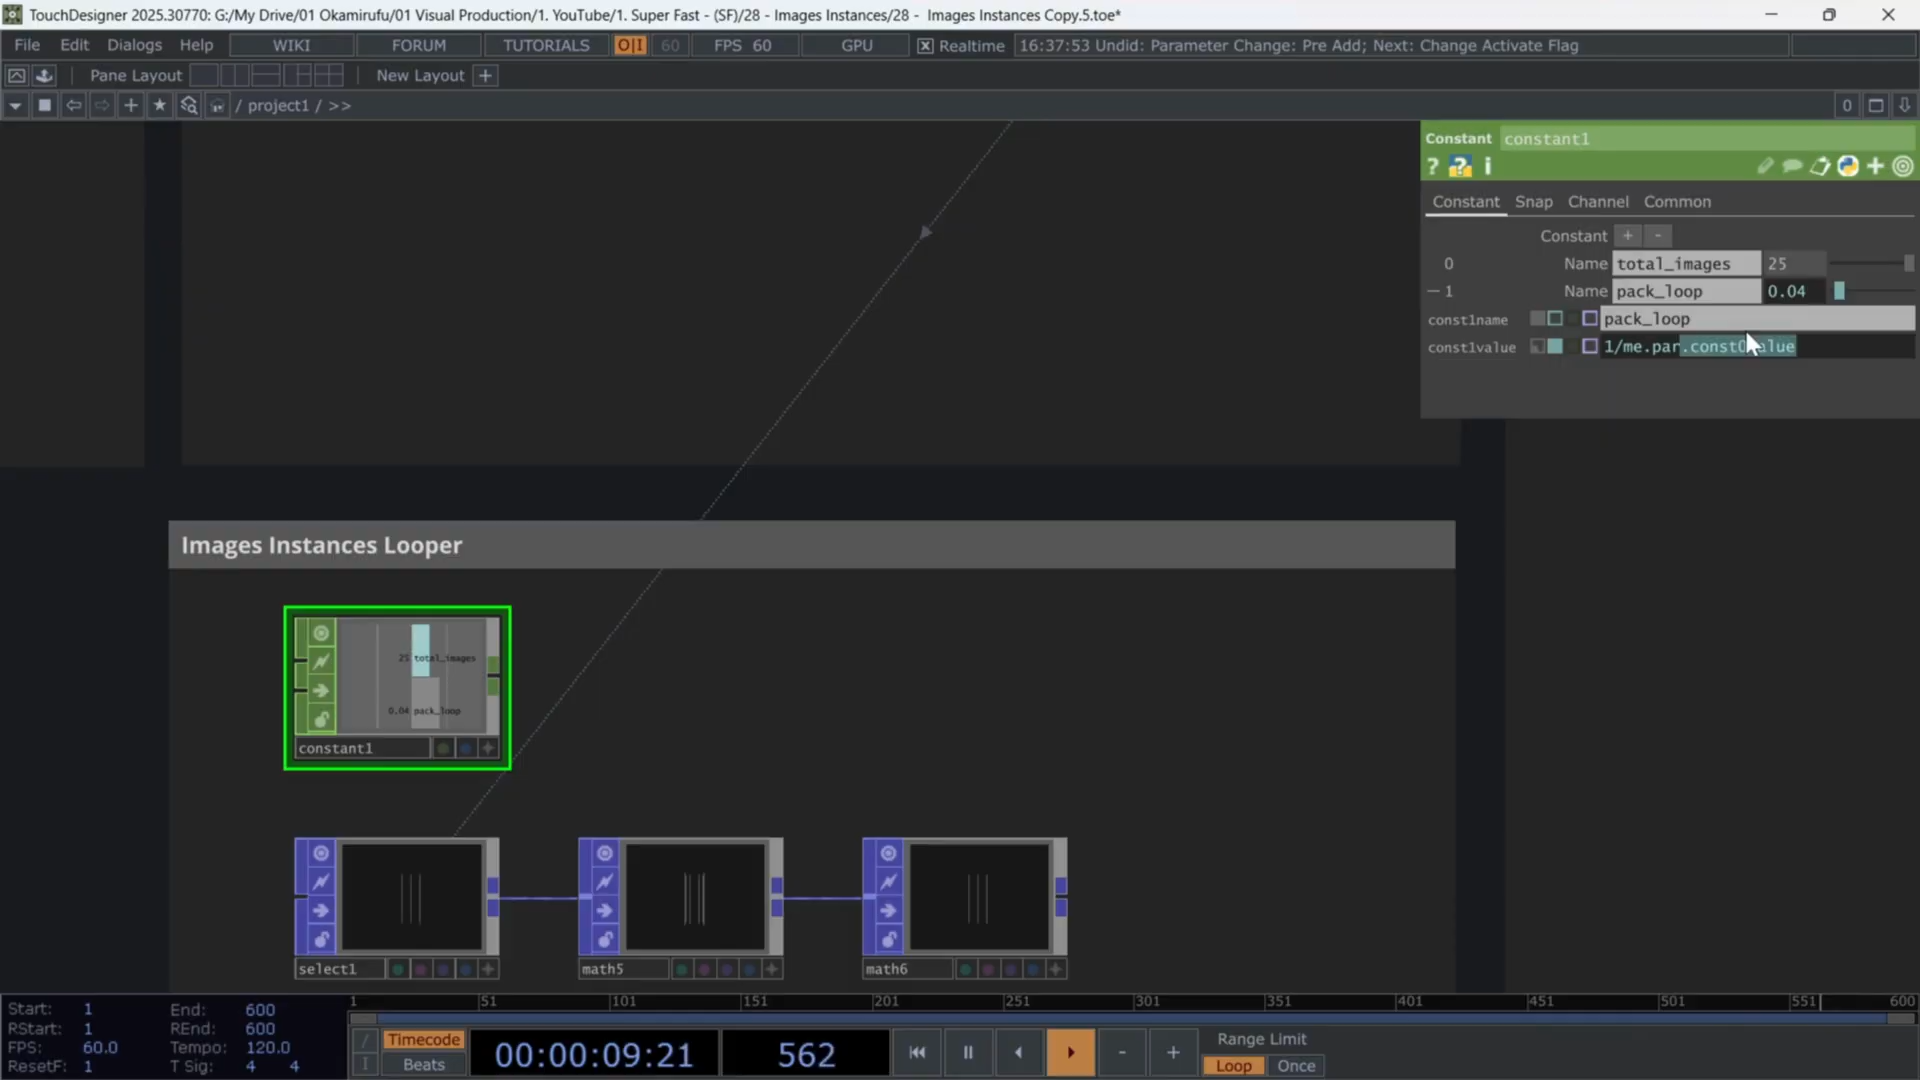 TouchDesigner 2025.30770: G:/My Drive/01 Okamirufu/01 Visual Production/1. YouTube/1. Super Fast - (SF)/28 - Images Instances/28 -  Images Instances Copy.5.toe*
File Edit Dialogs Help WIKI FORUM TUTORIALS O|I 60 FPS 60 GPU Realtime 16:37:53 Undid: Parameter Change: Pre Add; Next: Change Activate Flag
Pane Layout New Layout +
/ project1 / >> 0
Constant constant1
? ? i
Constant Snap Channel Common
Constant + -
0 Name total_images 25
1 Name pack_loop 0.04
const1name pack_loop
const1value 1/me.par.const0value
Images Instances Looper
25 total_images
0.04 pack_loop
constant1
select1 math5 math6
1 51 101 151 201 251 301 351 401 451 501 551 600
Start: 1 End: 600
RStart: 1 REnd: 600
FPS: 60.0 Tempo: 120.0
ResetF: 1 T Sig: 4 4
Timecode
Beats
00:00:09:21 562
- +
Range Limit
Loop Once